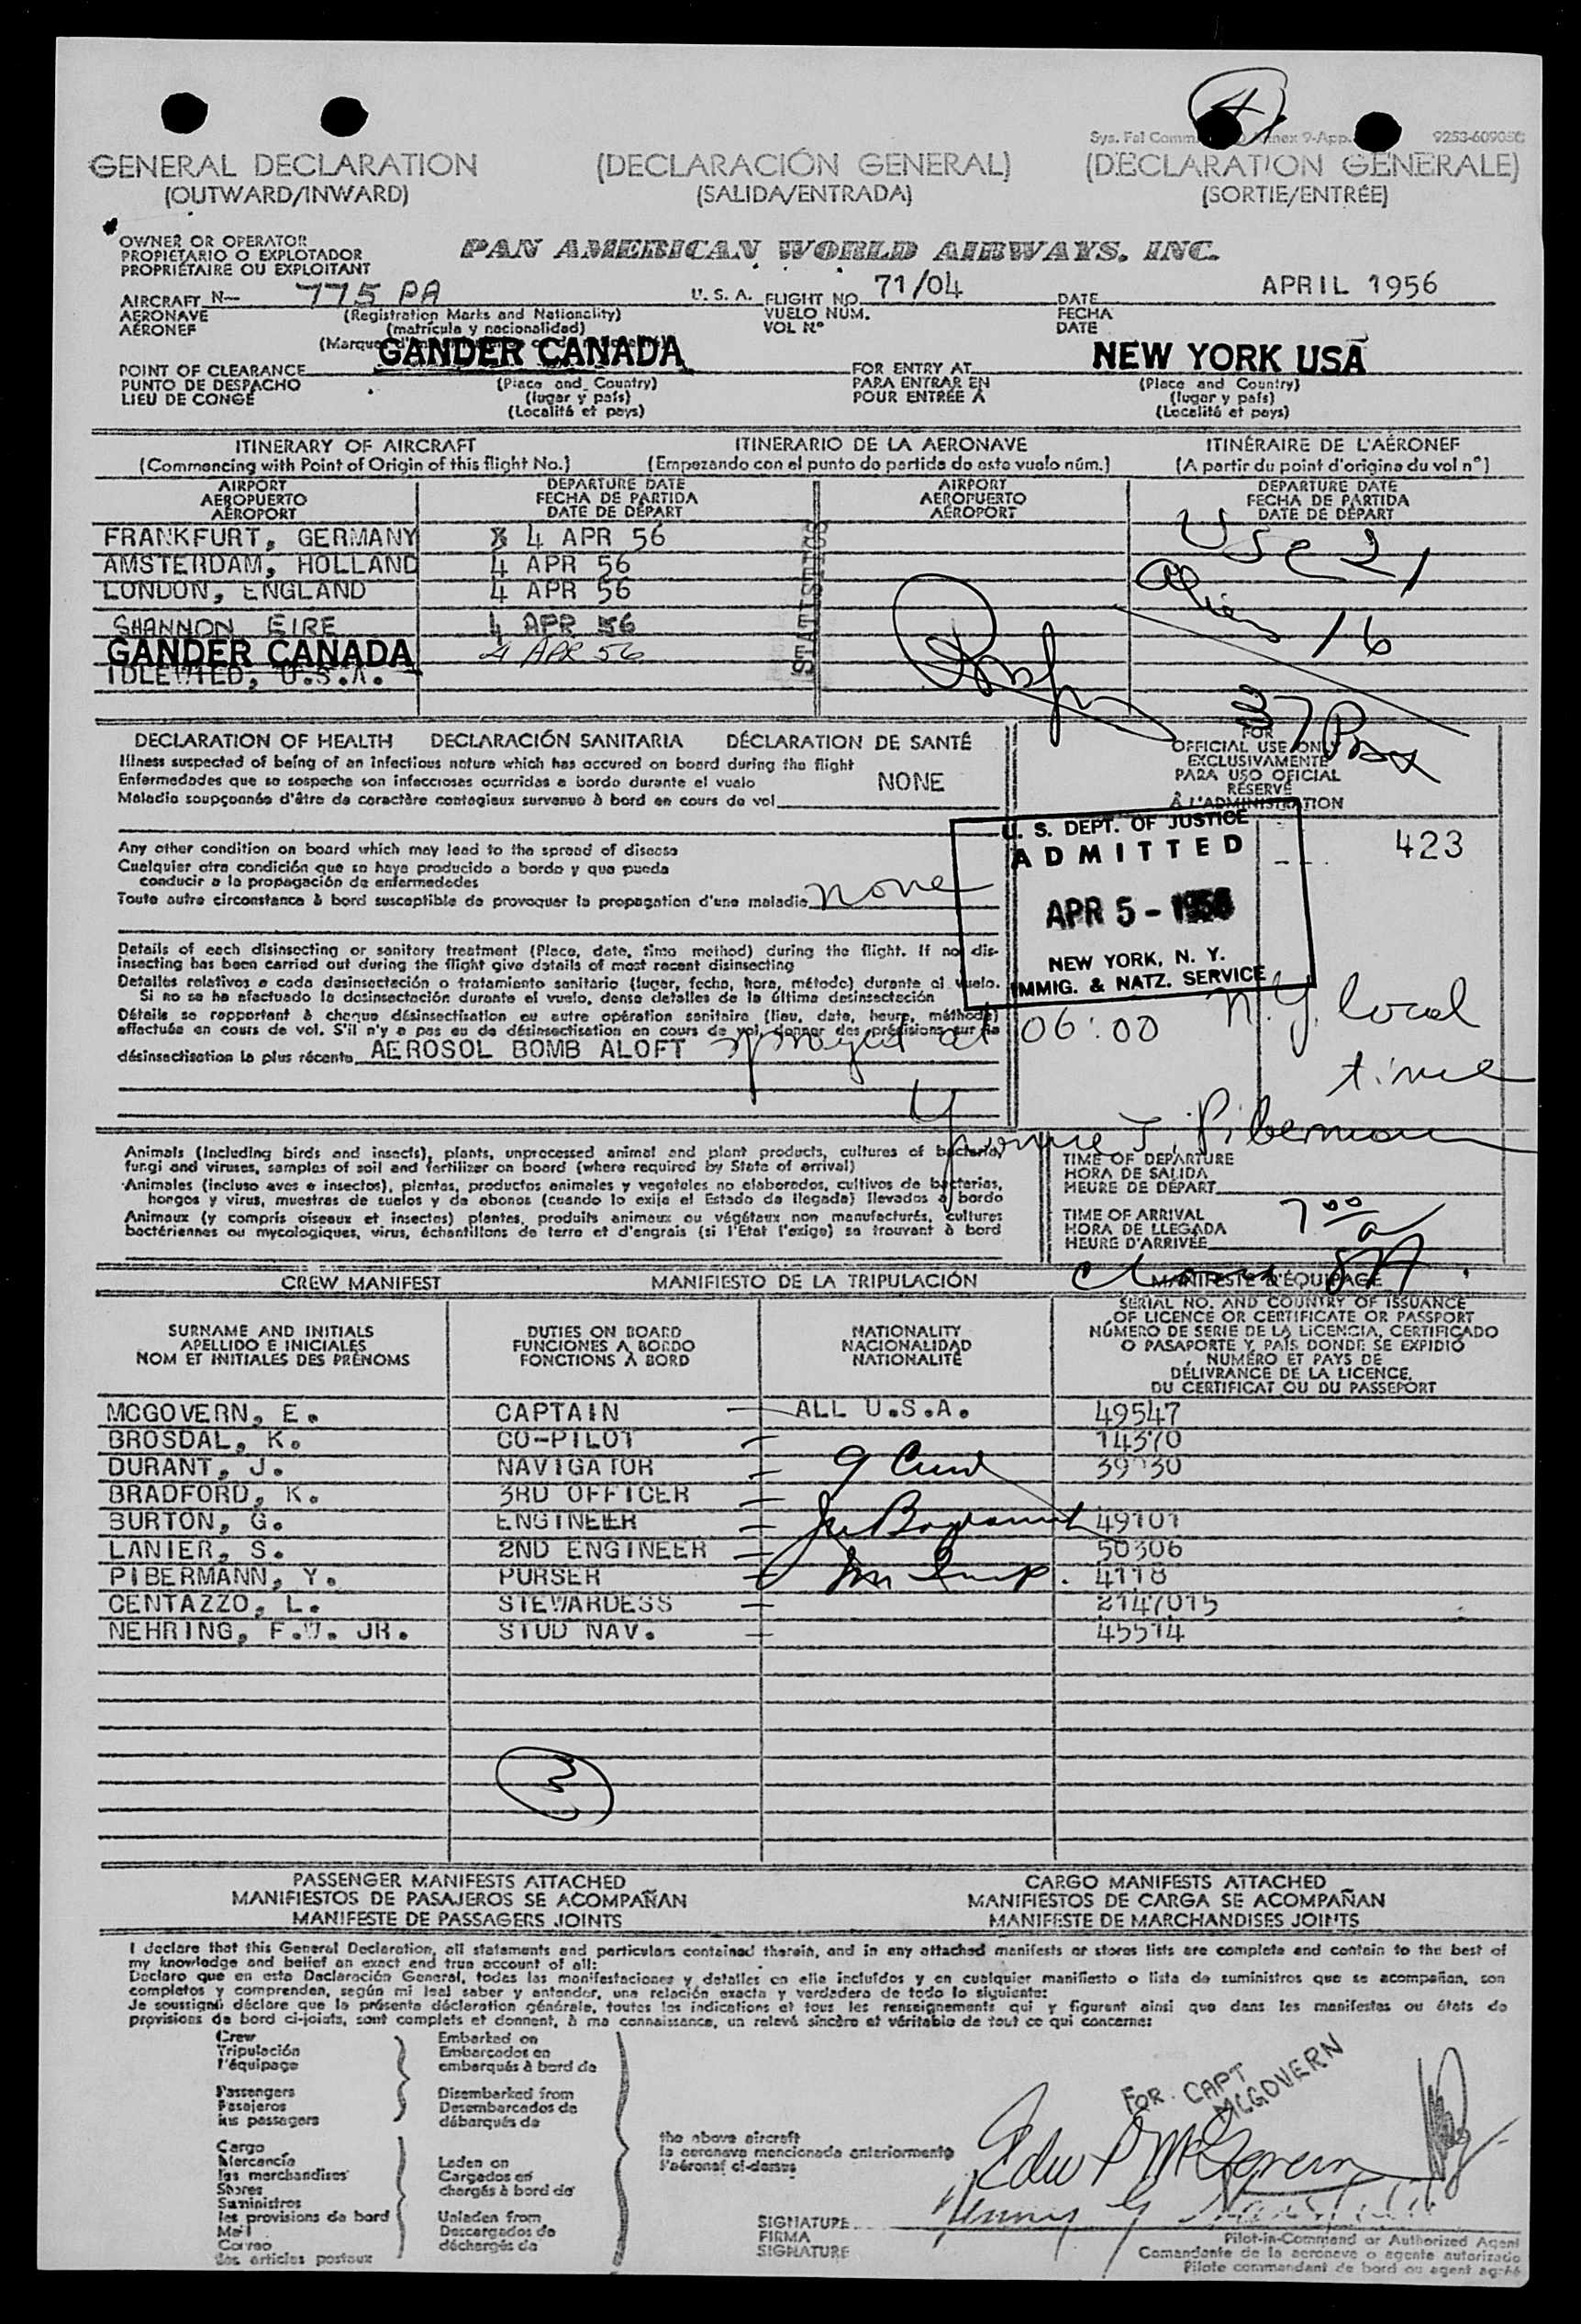 Sys. Fal Comm. Annex 9-App. 9253-609050
GENERAL DECLARATION (DECLARACIÓN GENERAL) (DÉCLARATION GÉNÉRALE)
(OUTWARD/INWARD) (SALIDA/ENTRADA) (SORTIE/ENTRÉE)
OWNER OR OPERATOR
PROPIETARIO O EXPLOTADOR
PROPRIÉTAIRE OU EXPLOITANT
PAN AMERICAN WORLD AIRWAYS, INC.
AIRCRAFT N— 775 PA U. S. A. FLIGHT NO. 71/04 DATE APRIL 1956
AERONAVE (Registration Marks and Nationality) VUELO NÚM. FECHA
AÉRONEF (matrícula y nacionalidad) VOL Nº DATE
(Marques
POINT OF CLEARANCE GANDER CANADA FOR ENTRY AT NEW YORK USA
PUNTO DE DESPACHO (Place and Country) PARA ENTRAR EN (Place and Country)
LIEU DE CONGÉ (lugar y país) POUR ENTRÉE À (lugar y país)
(Localité et pays) (Localité et pays)
ITINERARY OF AIRCRAFT ITINERARIO DE LA AERONAVE ITINÉRAIRE DE L'AÉRONEF
(Commencing with Point of Origin of this flight No.) (Empezando con el punto de partida de este vuelo núm.) (A partir du point d'origine du vol nº)
AIRPORT DEPARTURE DATE AIRPORT DEPARTURE DATE
AEROPUERTO FECHA DE PARTIDA AEROPUERTO FECHA DE PARTIDA
AÉROPORT DATE DE DÉPART AÉROPORT DATE DE DÉPART
FRANKFURT, GERMANY 4 APR 56
AMSTERDAM, HOLLAND 4 APR 56
LONDON, ENGLAND 4 APR 56
SHANNON EIRE 4 APR 56
GANDER CANADA 4 APR 56
IDLEWILD, U.S.A.
STATISTICS
USC 21
Aliens 16
7 Pax
DECLARATION OF HEALTH DECLARACIÓN SANITARIA DÉCLARATION DE SANTÉ
Illness suspected of being of an infectious nature which has occured on board during the flight
Enfermedades que se sospeche son infecciosas ocurridas a bordo durante el vuelo NONE
Maladie soupçonnée d'être de caractère contagieux survenue à bord en cours de vol
FOR
OFFICIAL USE ONLY
EXCLUSIVAMENTE
PARA USO OFICIAL
RÉSERVÉ
À L'ADMINISTRATION
423
U. S. DEPT. OF JUSTICE
ADMITTED
APR 5 - 1956
NEW YORK, N. Y.
IMMIG. & NATZ. SERVICE
Any other condition on board which may lead to the spread of disease
Cualquier otra condición que se haya producido a bordo y que pueda
conducir a la propagación de enfermedades
Toute autre circonstance à bord susceptible de provoquer la propagation d'une maladie none
Details of each disinsecting or sanitary treatment (Place, date, time method) during the flight. If no dis-
insecting has been carried out during the flight give details of most recent disinsecting
Detalles relativos a cada desinsectación o tratamiento sanitario (lugar, fecha, hora, método) durante el vuelo.
Si no se ha efectuado la desinsectación durante el vuelo, dense detalles de la última desinsectación
Détails se rapportant à chaque désinsectisation ou autre opération sanitaire (lieu, date, heure, méthode)
effectuée en cours de vol. S'il n'y a pas eu de désinsectisation en cours de vol, donner des précisions sur la
désinsectisation la plus récente AEROSOL BOMB ALOFT sprayed at 06:00 N.Y. local
time
Yvonne J. Pibermann
Animals (Including birds and insects), plants, unprocessed animal and plant products, cultures of bacteria,
fungi and viruses, samples of soil and fertilizer on board (where required by State of arrival)
Animales (incluso aves e insectos), plantas, productos animales y vegetales no elaborados, cultivos de bacterias,
hongos y virus, muestras de suelos y de abonos (cuando lo exija el Estado de llegada) llevados a bordo
Animaux (y compris oiseaux et insectes) plantes, produits animaux ou végétaux non manufacturés, cultures
bactériennes ou mycologiques, virus, échantillons de terre et d'engrais (si l'Etat l'exige) se trouvant à bord
TIME OF DEPARTURE
HORA DE SALIDA
HEURE DE DÉPART
TIME OF ARRIVAL 7 00 a
HORA DE LLEGADA
HEURE D'ARRIVÉE
CREW MANIFEST MANIFIESTO DE LA TRIPULACIÓN MANIFESTE D'ÉQUIPAGE
SURNAME AND INITIALS DUTIES ON BOARD NATIONALITY SERIAL NO. AND COUNTRY OF ISSUANCE
APELLIDO E INICIALES FUNCIONES A BORDO NACIONALIDAD OF LICENCE OR CERTIFICATE OR PASSPORT
NOM ET INITIALES DES PRÉNOMS FONCTIONS À BORD NATIONALITÉ NÚMERO DE SERIE DE LA LICENCIA, CERTIFICADO
O PASAPORTE Y PAÍS DONDE SE EXPIDIÓ
NUMÉRO ET PAYS DE
DÉLIVRANCE DE LA LICENCE,
DU CERTIFICAT OU DU PASSEPORT
MCGOVERN, E. CAPTAIN ALL U.S.A. 49547
BROSDAL, K. CO-PILOT 14370
DURANT, J. NAVIGATOR
BRADFORD, K. 3RD OFFICER
BURTON, G. ENGINEER 49101
LANIER, S. 2ND ENGINEER 50306
PIBERMANN, Y. PURSER 4118
CENTAZZO, L. STEWARDESS 2147015
NEHRING, F.W. JR. STUD NAV. 45514
3
PASSENGER MANIFESTS ATTACHED CARGO MANIFESTS ATTACHED
MANIFIESTOS DE PASAJEROS SE ACOMPAÑAN MANIFIESTOS DE CARGA SE ACOMPAÑAN
MANIFESTE DE PASSAGERS JOINTS MANIFESTE DE MARCHANDISES JOINTS
I declare that this General Declaration, all statements and particulars contained therein, and in any attached manifests or stores lists are complete and contain to the best of
my knowledge and belief an exact and true account of all:
Declaro que en esta Declaración General, todas las manifestaciones y detalles en ella incluídos y en cualquier manifiesto o lista de suministros que se acompañan, son
completos y comprenden, según mi leal saber y entender, una relación exacta y verdadera de todo lo siguiente:
Je soussigné déclare que la présente déclaration générale, toutes les indications et tous les renseignements qui y figurent ainsi que dans les manifestes ou états de
provisions de bord ci-joints, sont complets et donnent, à ma connaissance, un relevé sincère et véritable de tout ce qui concerne:
Crew Embarked on
Tripulación Embarcados en
l'équipage embarqués à bord de
Passengers Disembarked from
Pasajeros Desembarcados de
les passagers débarqués de
Cargo
Mercancía Laden on
les marchandises Cargados en
Stores chargés à bord de
Suministros
les provisions de bord Unladen from
Mail Descargados de
Correo déchargés de
les articles postaux
the above aircraft
la aeronave mencionada anteriormente
l'aéronef ci-dessus
FOR CAPT
MCGOVERN
Edw P McGovern
SIGNATURE
FIRMA
SIGNATURE
Pilot-in-Command or Authorized Agent
Comandante de la aeronave o agente autorizado
Pilote commandant de bord ou agent agréé